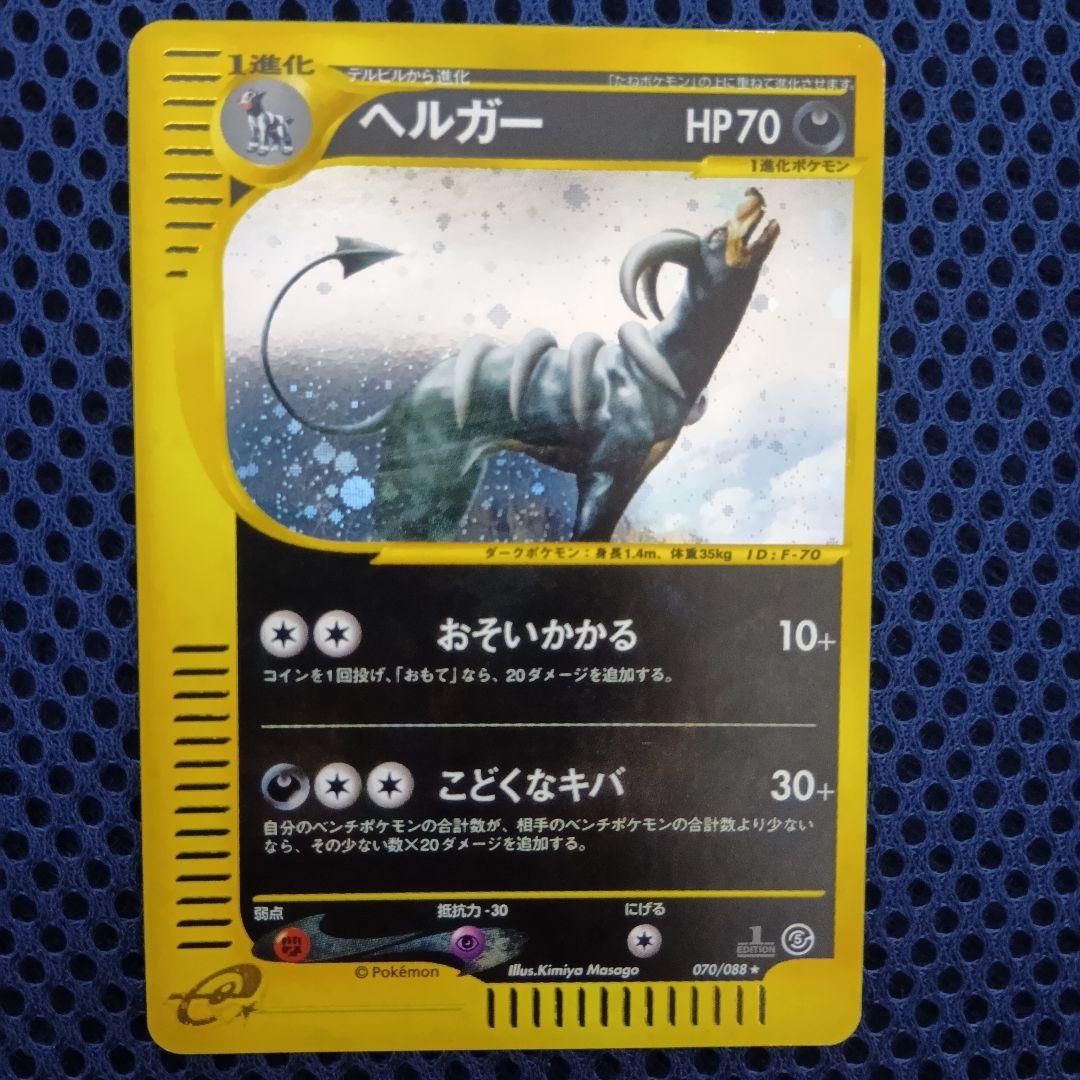 1進化
デルビルから進化
「たねポケモン」の上に重ねて進化させます。
ヘルガー HP70
1進化ポケモン
ダークポケモン：身長1.4m、体重35kg ID:F-70
おそいかかる 10+
コインを1回投げ、「おもて」なら、20ダメージを追加する。
こどくなキバ 30+
自分のベンチポケモンの合計数が、相手のベンチポケモンの合計数より少ない
なら、その少ない数×20ダメージを追加する。
弱点 抵抗力 -30 にげる
1 EDITION
5
©Pokémon Illus.Kimiya Masago 070/088★
e